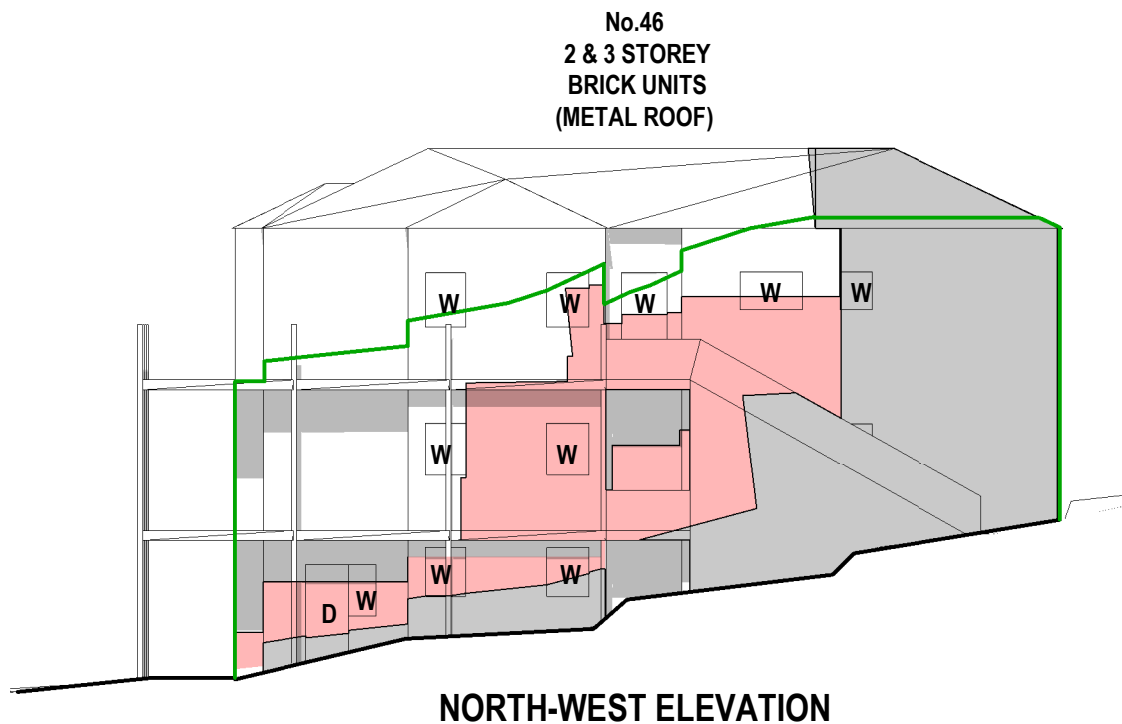 No.46
2 & 3 STOREY
BRICK UNITS
(METAL ROOF)
W W W W W
W W
W W
D W
NORTH-WEST ELEVATION